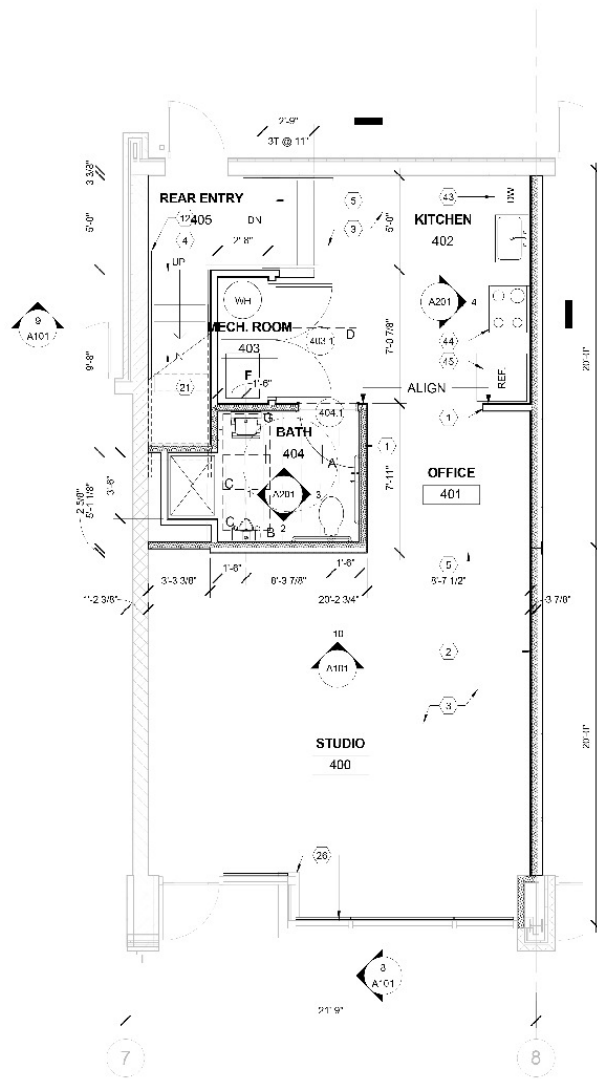 2'-9"
3T @ 11"
3 3/8"
REAR ENTRY
405
12
4
DN
UP
2'-8"
5
3
5'-0"
43
DW
KITCHEN
402
A201
4
9
A101
WH
MECH. ROOM
403
403.1
D
7'-0 7/8"
44
45
REF.
9'-8"
20'-0"
21
F
1'-6"
ALIGN
404.1
1
BATH
404
C
A
C
1
A201
3
C
2
B
1
7'-11"
OFFICE
401
3'-6"
5'-1 1/8"
2 5/8"
5
3'-3 3/8"
1'-6"
1'-6"
8'-7 1/2"
1'-2 3/8"
20'-2 3/4"
3 7/8"
10
A101
2
3
STUDIO
400
20'-0"
26
8
A101
21' 9"
7
8